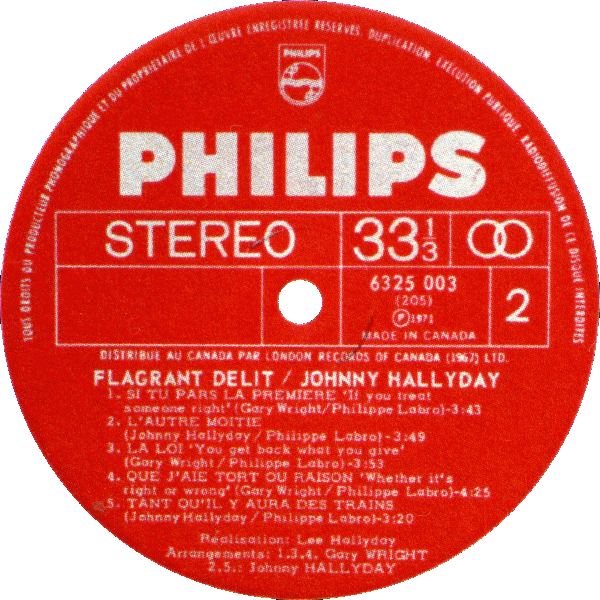 TOUS DROITS DU PRODUCTEUR PHONOGRAPHIQUE ET DU PROPRIETAIRE DE L'ŒUVRE ENREGISTREE RESERVES. DUPLICATION, EXECUTION PUBLIQUE, RADIODIFFUSION DE CE DISQUE INTERDITES
PHILIPS
PHILIPS
STEREO 33 1/3
6325 003
(205)
Ⓟ 1971
MADE IN CANADA
2
DISTRIBUE AU CANADA PAR LONDON RECORDS OF CANADA (1967) LTD.
FLAGRANT DELIT / JOHNNY HALLYDAY
1. SI TU PARS LA PREMIERE 'If you treat
someone right' (Gary Wright/Philippe Labro)-3:43
2. L'AUTRE MOITIE
(Johnny Hallyday / Philippe Labro)-3:49
3. LA LOI 'You get back what you give'
(Gary Wright / Philippe Labro)-3:53
4. QUE J'AIE TORT OU RAISON 'Whether it's
right or wrong' (Gary Wright / Philippe Labro)-4:25
5. TANT QU'IL Y AURA DES TRAINS
(Johnny Hallyday / Philippe Labro)-3:20
Réalisation: Lee Hallyday
Arrangements: 1.3.4. Gary WRIGHT
2.5.: Johnny HALLYDAY